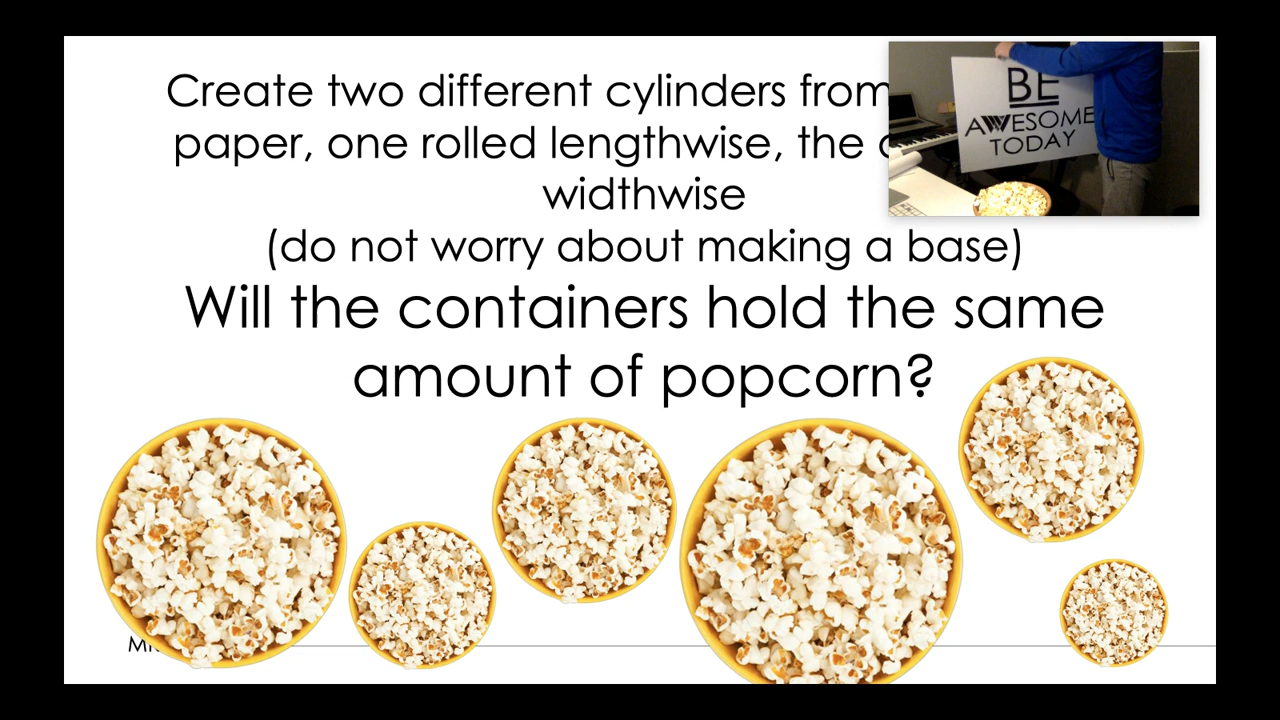 Create two different cylinders from
paper, one rolled lengthwise, the
widthwise
(do not worry about making a base)
Will the containers hold the same
amount of popcorn?
BE
AWESOME
TODAY